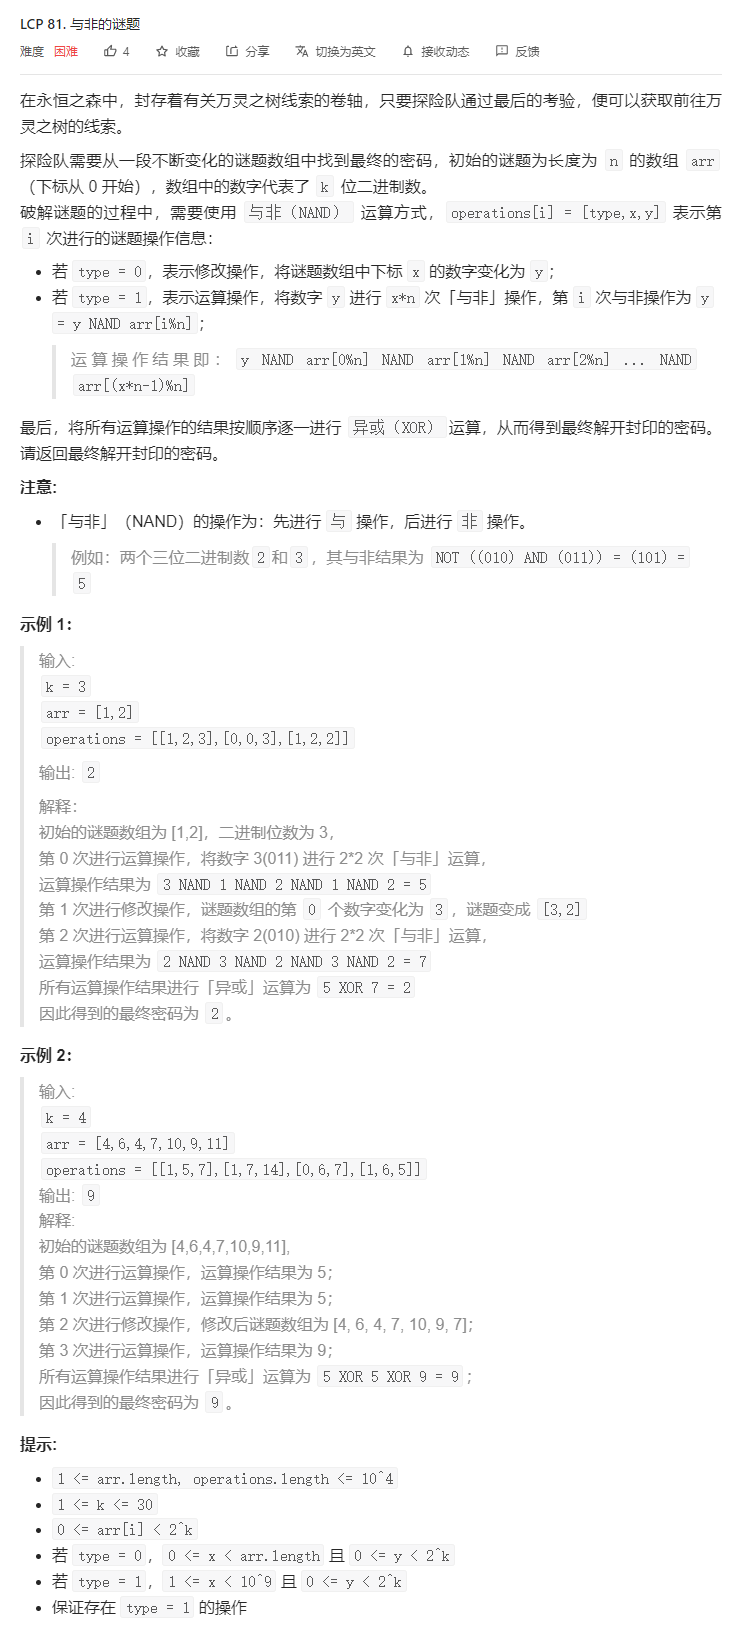 LCP 81. 与非的谜题
难度 困难 4 收藏 分享 切换为英文 接收动态 反馈
在永恒之森中，封存着有关万灵之树线索的卷轴，只要探险队通过最后的考验，便可以获取前往万
灵之树的线索。
探险队需要从一段不断变化的谜题数组中找到最终的密码，初始的谜题为长度为 n 的数组 arr
（下标从 0 开始），数组中的数字代表了 k 位二进制数。
破解谜题的过程中，需要使用 与非（NAND） 运算方式， operations[i] = [type,x,y] 表示第
i 次进行的谜题操作信息：
• 若 type = 0，表示修改操作，将谜题数组中下标 x 的数字变化为 y；
• 若 type = 1，表示运算操作，将数字 y 进行 x*n 次「与非」操作，第 i 次与非操作为 y
= y NAND arr[i%n]；
运算操作结果即： y NAND arr[0%n] NAND arr[1%n] NAND arr[2%n] ... NAND
arr[(x*n-1)%n]
最后，将所有运算操作的结果按顺序逐一进行 异或（XOR） 运算，从而得到最终解开封印的密码。
请返回最终解开封印的密码。
注意:
• 「与非」（NAND）的操作为：先进行 与 操作，后进行 非 操作。
例如：两个三位二进制数 2 和 3 ，其与非结果为 NOT ((010) AND (011)) = (101) =
5
示例 1：
输入:
k = 3
arr = [1,2]
operations = [[1,2,3],[0,0,3],[1,2,2]]
输出: 2
解释：
初始的谜题数组为 [1,2]，二进制位数为 3，
第 0 次进行运算操作，将数字 3(011) 进行 2*2 次「与非」运算，
运算操作结果为 3 NAND 1 NAND 2 NAND 1 NAND 2 = 5
第 1 次进行修改操作，谜题数组的第 0 个数字变化为 3 ，谜题变成 [3,2]
第 2 次进行运算操作，将数字 2(010) 进行 2*2 次「与非」运算，
运算操作结果为 2 NAND 3 NAND 2 NAND 3 NAND 2 = 7
所有运算操作结果进行「异或」运算为 5 XOR 7 = 2
因此得到的最终密码为 2 。
示例 2：
输入:
k = 4
arr = [4,6,4,7,10,9,11]
operations = [[1,5,7],[1,7,14],[0,6,7],[1,6,5]]
输出: 9
解释:
初始的谜题数组为 [4,6,4,7,10,9,11],
第 0 次进行运算操作，运算操作结果为 5；
第 1 次进行运算操作，运算操作结果为 5；
第 2 次进行修改操作，修改后谜题数组为 [4, 6, 4, 7, 10, 9, 7]；
第 3 次进行运算操作，运算操作结果为 9；
所有运算操作结果进行「异或」运算为 5 XOR 5 XOR 9 = 9 ；
因此得到的最终密码为 9 。
提示:
• 1 <= arr.length, operations.length <= 10^4
• 1 <= k <= 30
• 0 <= arr[i] < 2^k
• 若 type = 0， 0 <= x < arr.length 且 0 <= y < 2^k
• 若 type = 1， 1 <= x < 10^9 且 0 <= y < 2^k
• 保证存在 type = 1 的操作